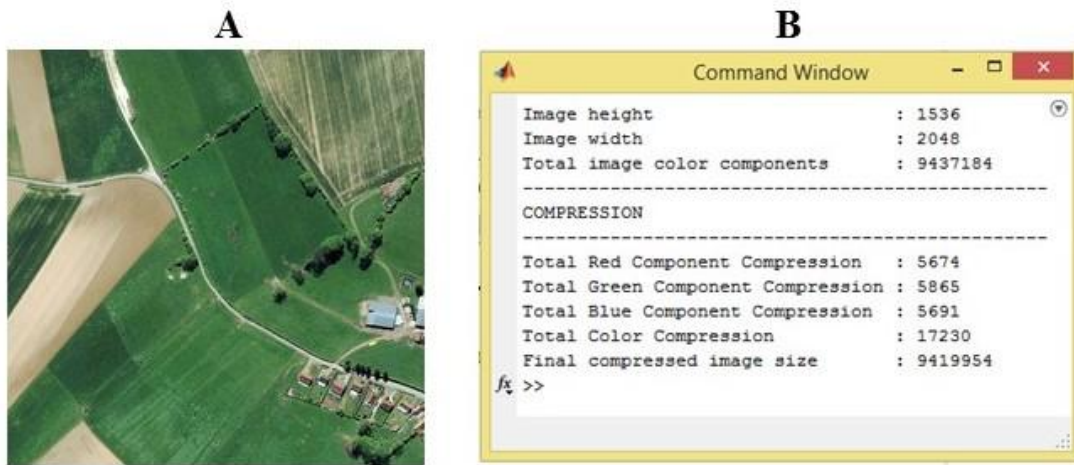 A
B
Command Window
Image height : 1536
Image width : 2048
Total image color components : 9437184
-----------------------------------------------------
COMPRESSION
-----------------------------------------------------
Total Red Component Compression : 5674
Total Green Component Compression : 5865
Total Blue Component Compression : 5691
Total Color Compression : 17230
Final compressed image size : 9419954
fx >>